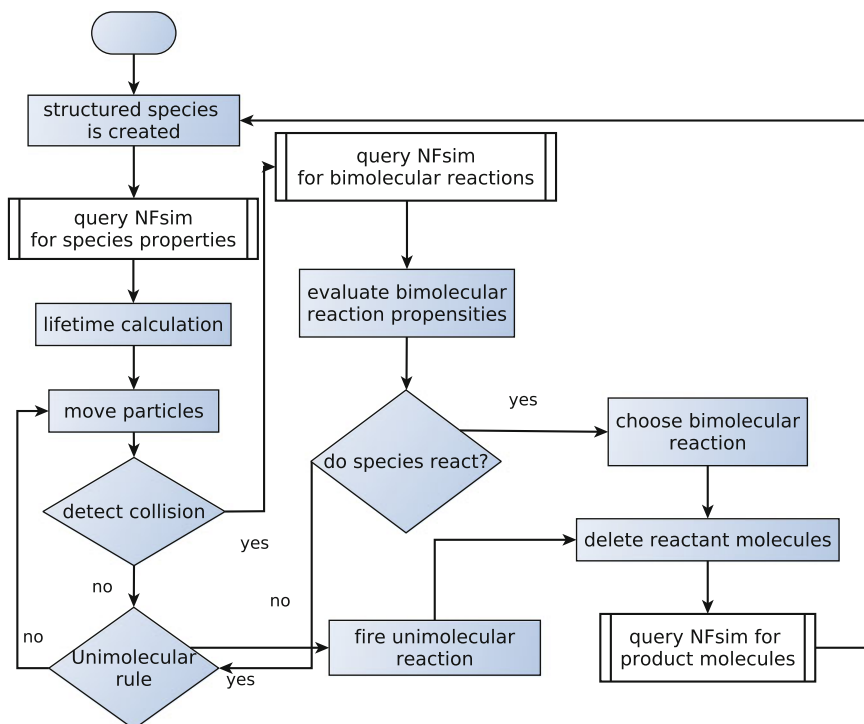 structured species
is created
query NFsim
for species properties
lifetime calculation
move particles
detect collision
yes
no
Unimolecular
rule
no
yes
query NFsim
for bimolecular reactions
evaluate bimolecular
reaction propensities
do species react?
yes
no
choose bimolecular
reaction
fire unimolecular
reaction
delete reactant molecules
query NFsim for
product molecules